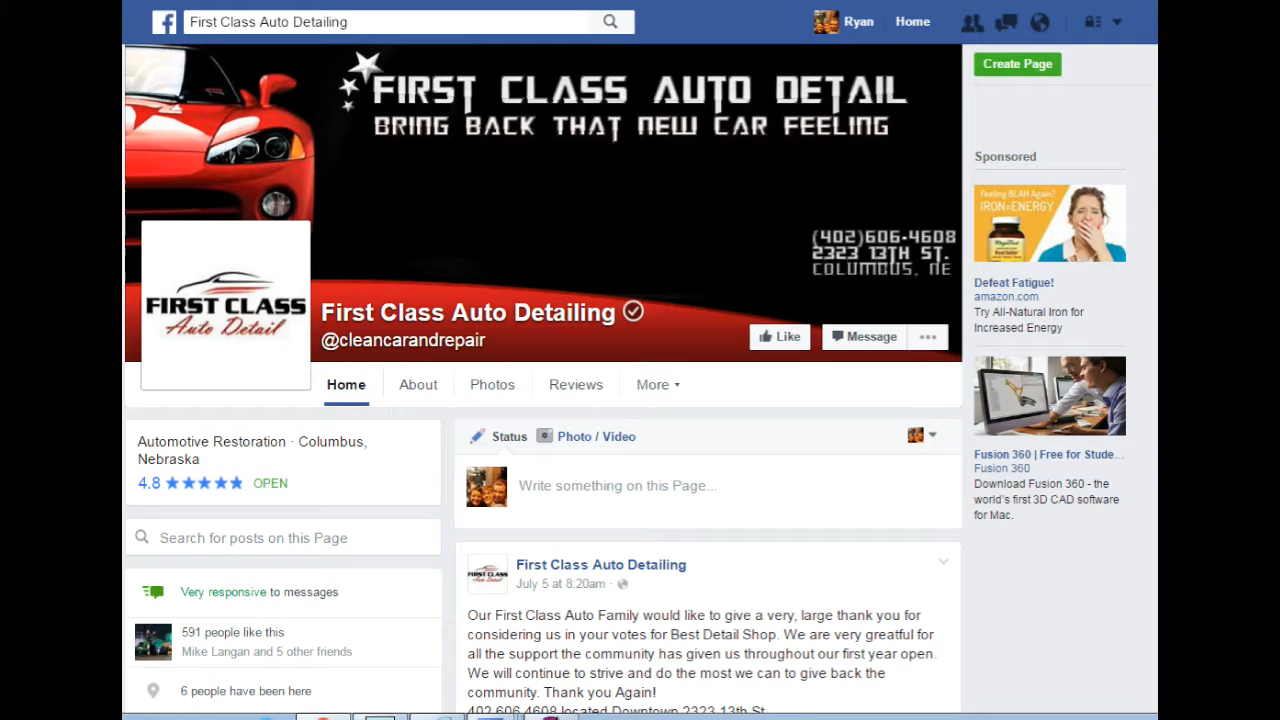 First Class Auto Detailing
Ryan
Home
FIRST CLASS AUTO DETAIL
BRING BACK THAT NEW CAR FEELING
(402)606-4608
2323 13TH ST.
COLUMBUS, NE
FIRST CLASS
Auto Detail
First Class Auto Detailing
@cleancarandrepair
Like
Message
Home
About
Photos
Reviews
More
Automotive Restoration · Columbus,
Nebraska
4.8
OPEN
Search for posts on this Page
Very responsive to messages
591 people like this
Mike Langan and 5 other friends
6 people have been here
Status
Photo / Video
Write something on this Page...
First Class Auto Detailing
July 5 at 8:20am ·
Our First Class Auto Family would like to give a very, large thank you for
considering us in your votes for Best Detail Shop. We are very greatful for
all the support the community has given us throughout our first year open.
We will continue to strive and do the most we can to give back the
community. Thank you Again!
402 606 4608 located Downtown 2323 13th St
Create Page
Sponsored
Feeling BLAH Again?
IRON=ENERGY
Defeat Fatigue!
amazon.com
Try All-Natural Iron for
Increased Energy
Fusion 360 | Free for Stude...
Fusion 360
Download Fusion 360 - the
world's first 3D CAD software
for Mac.